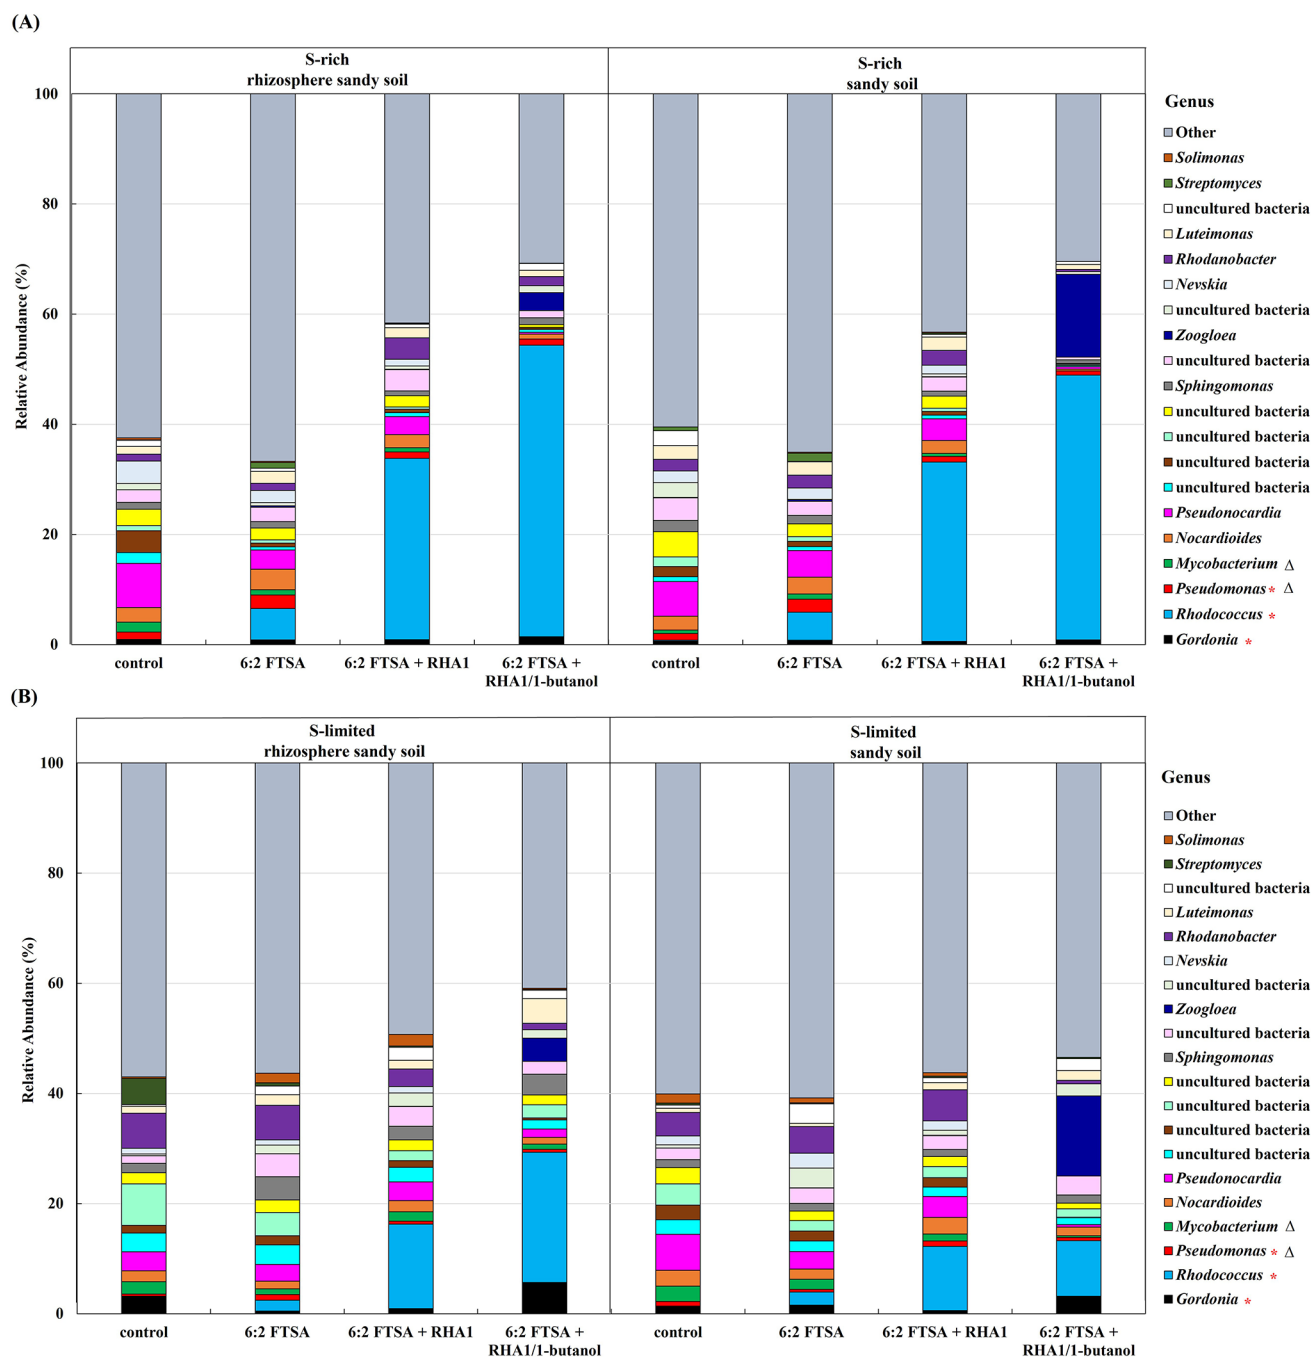 (A)
S-rich
rhizosphere sandy soil
S-rich
sandy soil
Relative Abundance (%)
100
80
60
40
20
0
control
6:2 FTSA
6:2 FTSA + RHA1
6:2 FTSA +
RHA1/1-butanol
control
6:2 FTSA
6:2 FTSA + RHA1
6:2 FTSA +
RHA1/1-butanol
Genus
Other
Solimonas
Streptomyces
uncultured bacteria
Luteimonas
Rhodanobacter
Nevskia
uncultured bacteria
Zoogloea
uncultured bacteria
Sphingomonas
uncultured bacteria
uncultured bacteria
uncultured bacteria
uncultured bacteria
Pseudonocardia
Nocardioides
Mycobacterium Δ
Pseudomonas * Δ
Rhodococcus *
Gordonia *
(B)
S-limited
rhizosphere sandy soil
S-limited
sandy soil
Relative Abundance (%)
100
80
60
40
20
0
control
6:2 FTSA
6:2 FTSA + RHA1
6:2 FTSA +
RHA1/1-butanol
control
6:2 FTSA
6:2 FTSA + RHA1
6:2 FTSA +
RHA1/1-butanol
Genus
Other
Solimonas
Streptomyces
uncultured bacteria
Luteimonas
Rhodanobacter
Nevskia
uncultured bacteria
Zoogloea
uncultured bacteria
Sphingomonas
uncultured bacteria
uncultured bacteria
uncultured bacteria
uncultured bacteria
Pseudonocardia
Nocardioides
Mycobacterium Δ
Pseudomonas * Δ
Rhodococcus *
Gordonia *